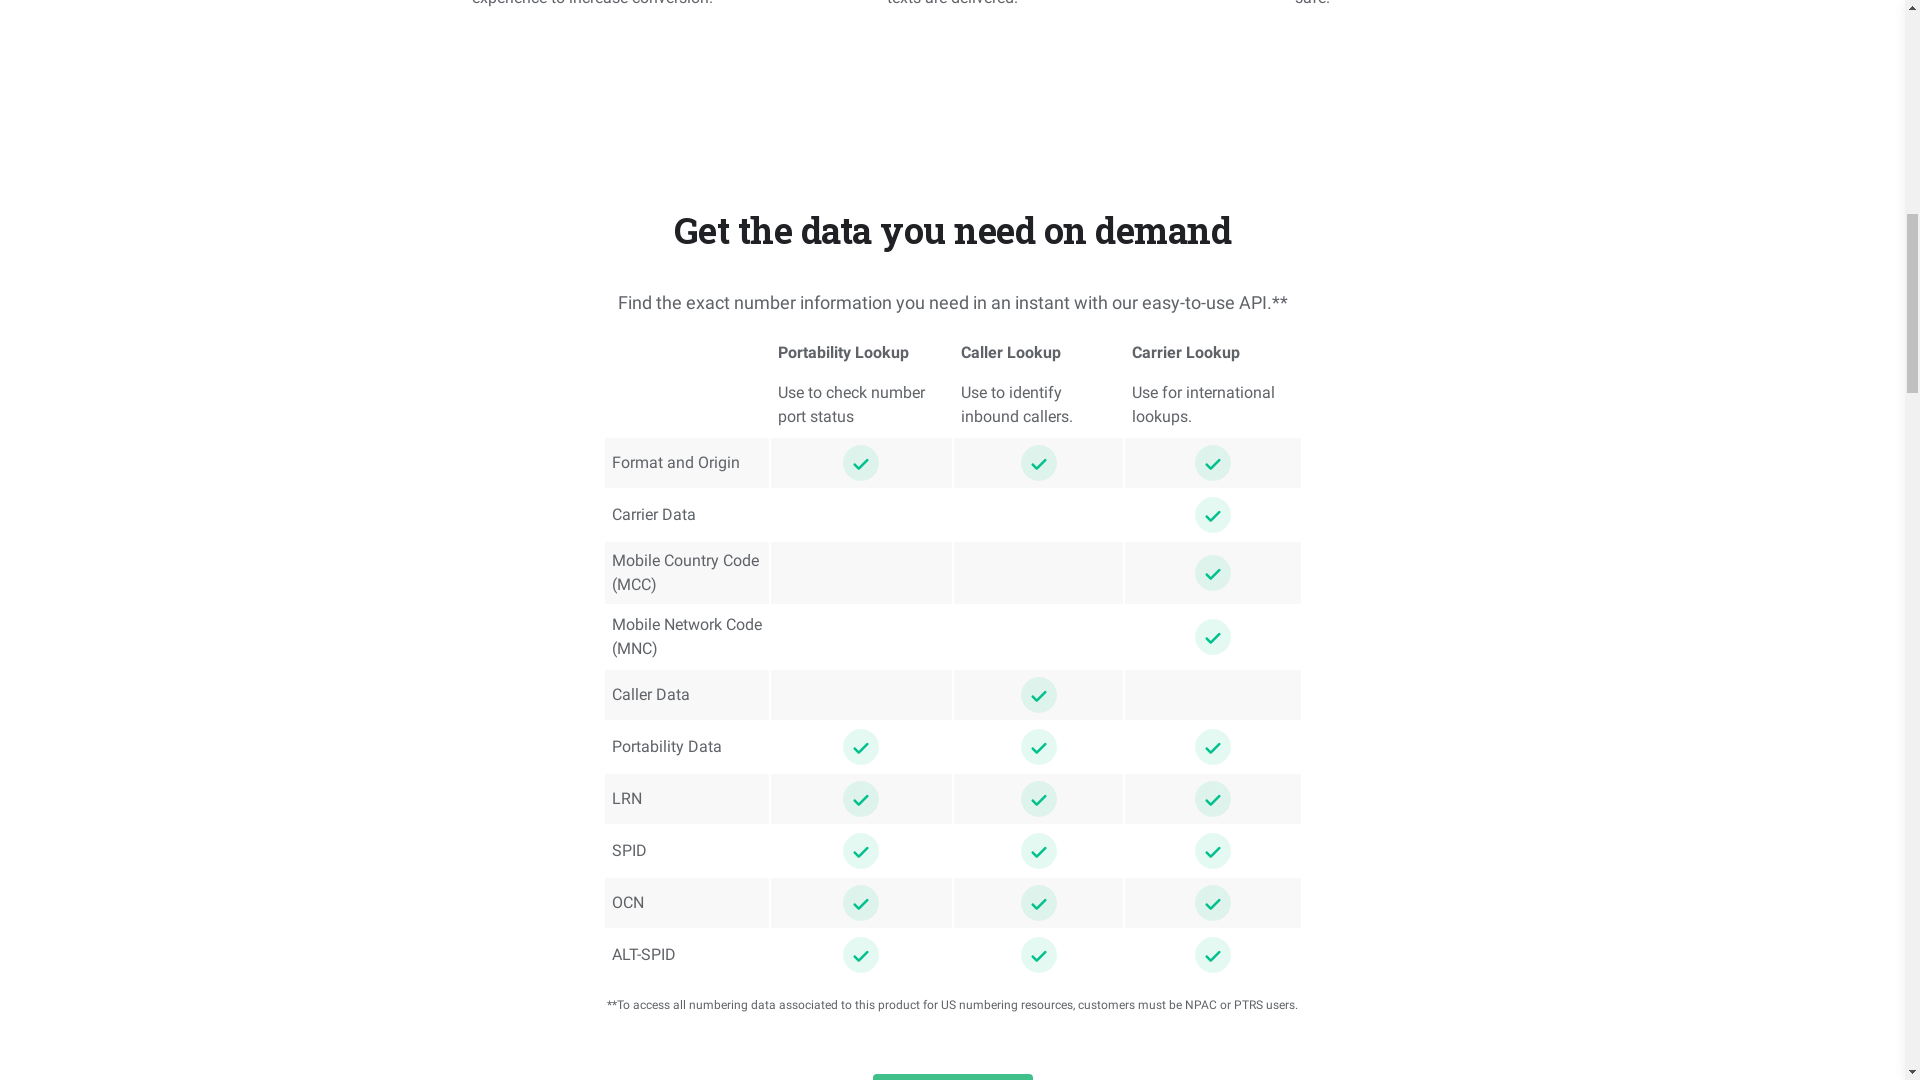 experience to increase conversion.
texts are delivered.
safe.
Get the data you need on demand
Find the exact number information you need in an instant with our easy-to-use API.**
Portability Lookup
Caller Lookup
Carrier Lookup
Use to check number
port status
Use to identify
inbound callers.
Use for international
lookups.
Format and Origin
Carrier Data
Mobile Country Code
(MCC)
Mobile Network Code
(MNC)
Caller Data
Portability Data
LRN
SPID
OCN
ALT-SPID
**To access all numbering data associated to this product for US numbering resources, customers must be NPAC or PTRS users.